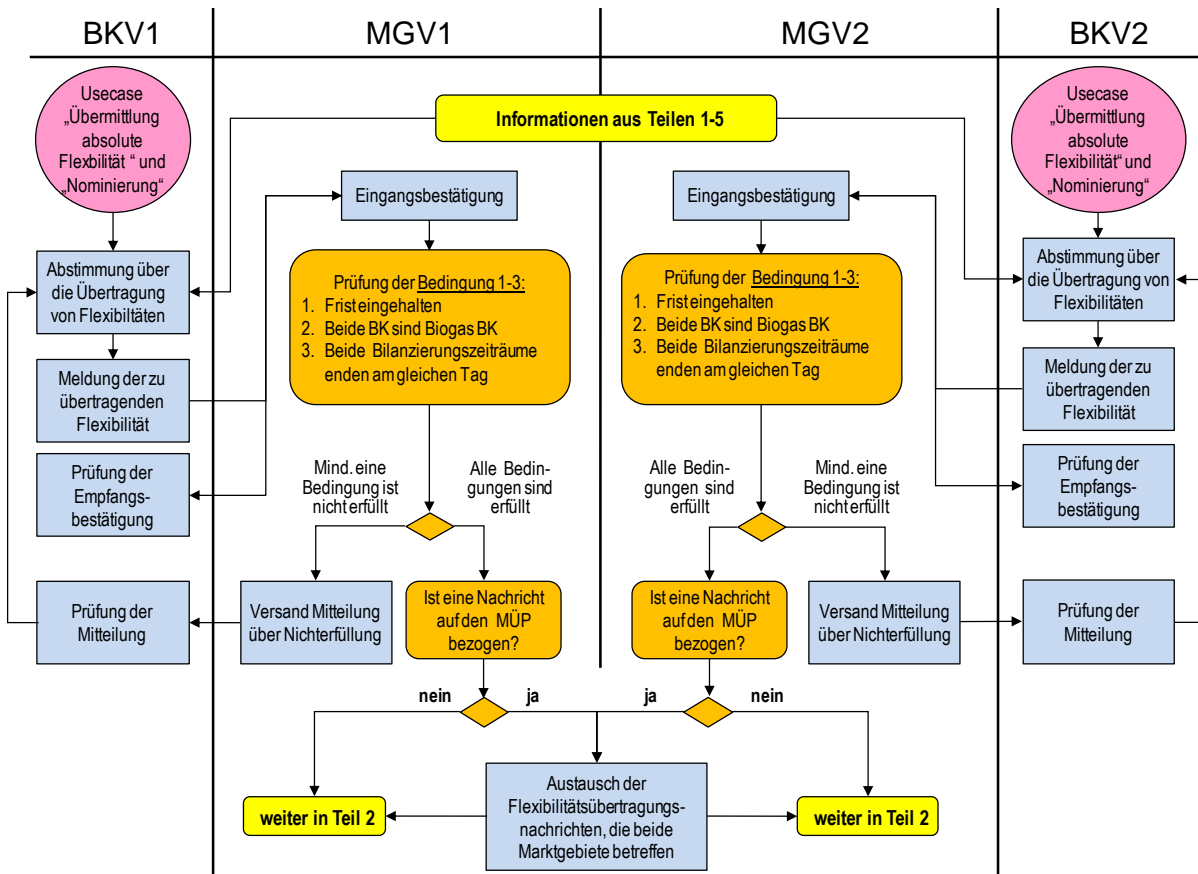 BKV1
MGV1
MGV2
BKV2
Usecase
„Übermittlung
absolute
Flexbilität “ und
„Nominierung“
Informationen aus Teilen 1-5
Usecase
„Übermittlung
absolute
Flexibilität“ und
„Nominierung“
Eingangsbestätigung
Eingangsbestätigung
Abstimmung über
die Übertragung
von Flexibiltäten
Prüfung der Bedingung 1-3:
1. Frist eingehalten
2. Beide BK sind Biogas BK
3. Beide Bilanzierungszeiträume
enden am gleichen Tag
Prüfung der Bedingung 1-3:
1. Frist eingehalten
2. Beide BK sind Biogas BK
3. Beide Bilanzierungszeiträume
enden am gleichen Tag
Abstimmung über
die Übertragung von
Flexibilitäten
Meldung der zu
übertragenden
Flexibilität
Meldung der zu
übertragenden
Flexibilität
Prüfung der
Empfangs-
bestätigung
Mind. eine
Bedingung ist
nicht erfüllt
Alle Bedin-
gungen sind
erfüllt
Alle Bedin-
gungen sind
erfüllt
Mind. eine
Bedingung ist
nicht erfüllt
Prüfung der
Empfangs-
bestätigung
Prüfung der
Mitteilung
Versand Mitteilung
über Nichterfüllung
Ist eine Nachricht
auf den MÜP
bezogen?
Ist eine Nachricht
auf den MÜP
bezogen?
Versand Mitteilung
über Nichterfüllung
Prüfung der
Mitteilung
nein
ja
ja
nein
weiter in Teil 2
Austausch der
Flexibilitätsübertragungs-
nachrichten, die beide
Marktgebiete betreffen
weiter in Teil 2